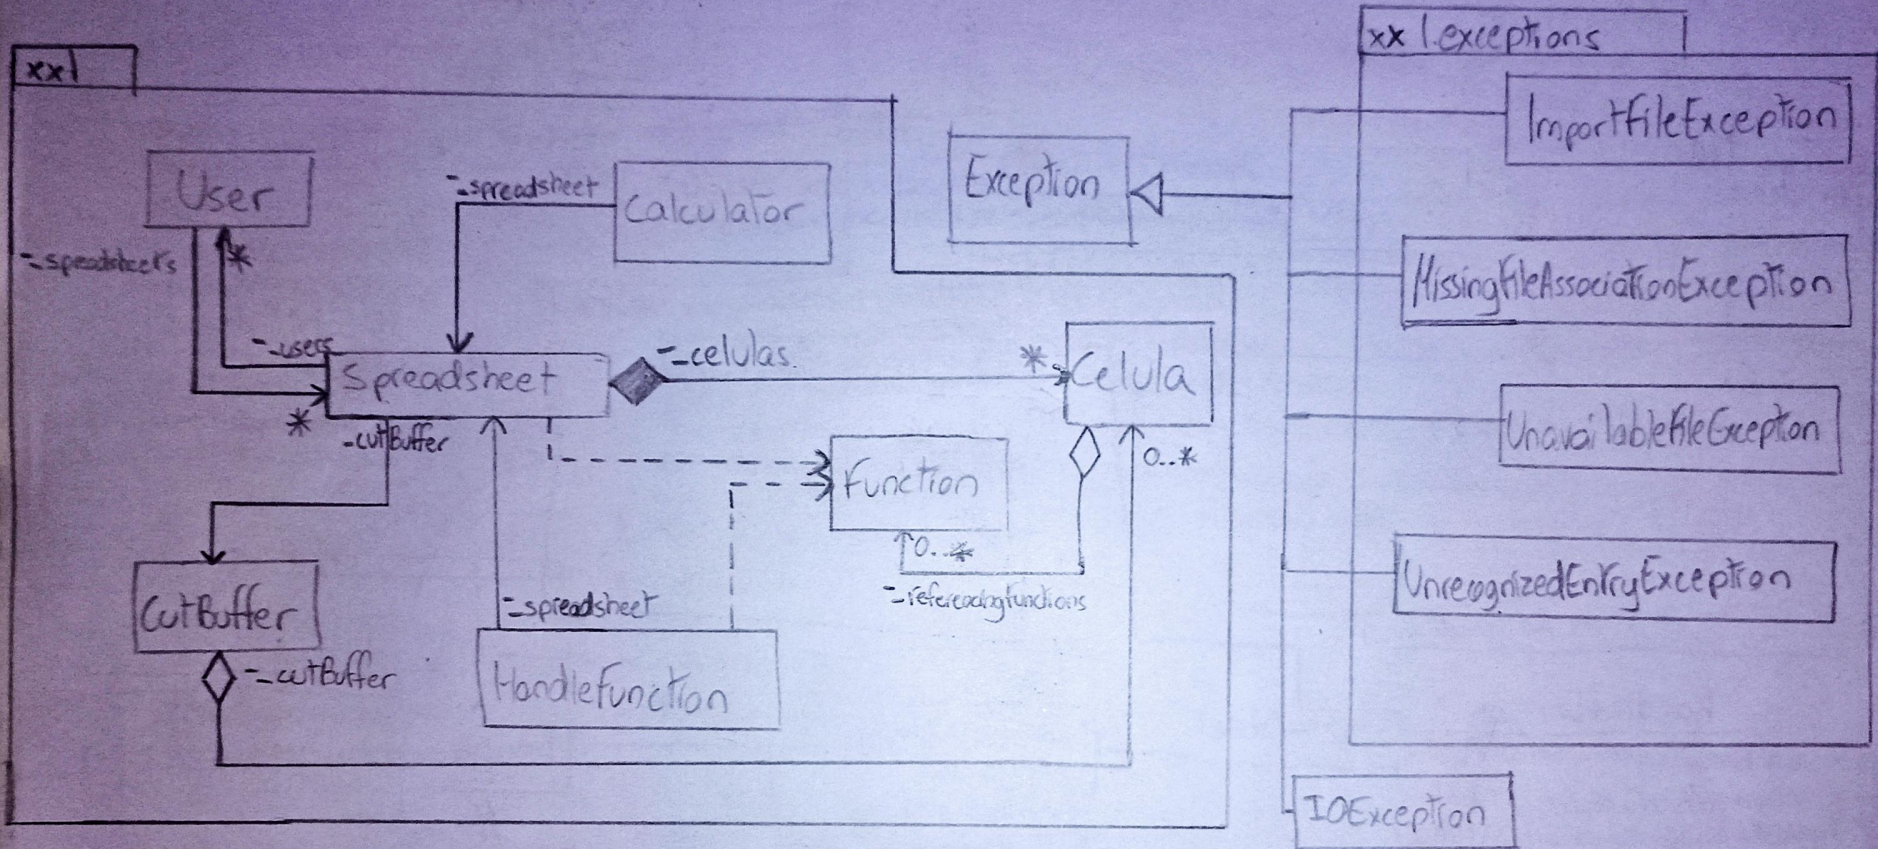 xxl
xxl.exceptions
ImportFileException
User
-_spreadsheet
Calculator
Exception
-_spreadsheets
*
MissingFileAssociationException
-_users
Spreadsheet
-_celulas
*
Celula
*
-_cutBuffer
UnavailableFileException
Function
0..*
0..*
-_referencingfunctions
UnrecognizedEntryException
CutBuffer
-_spreadsheet
-_cutBuffer
HandleFunction
IOException